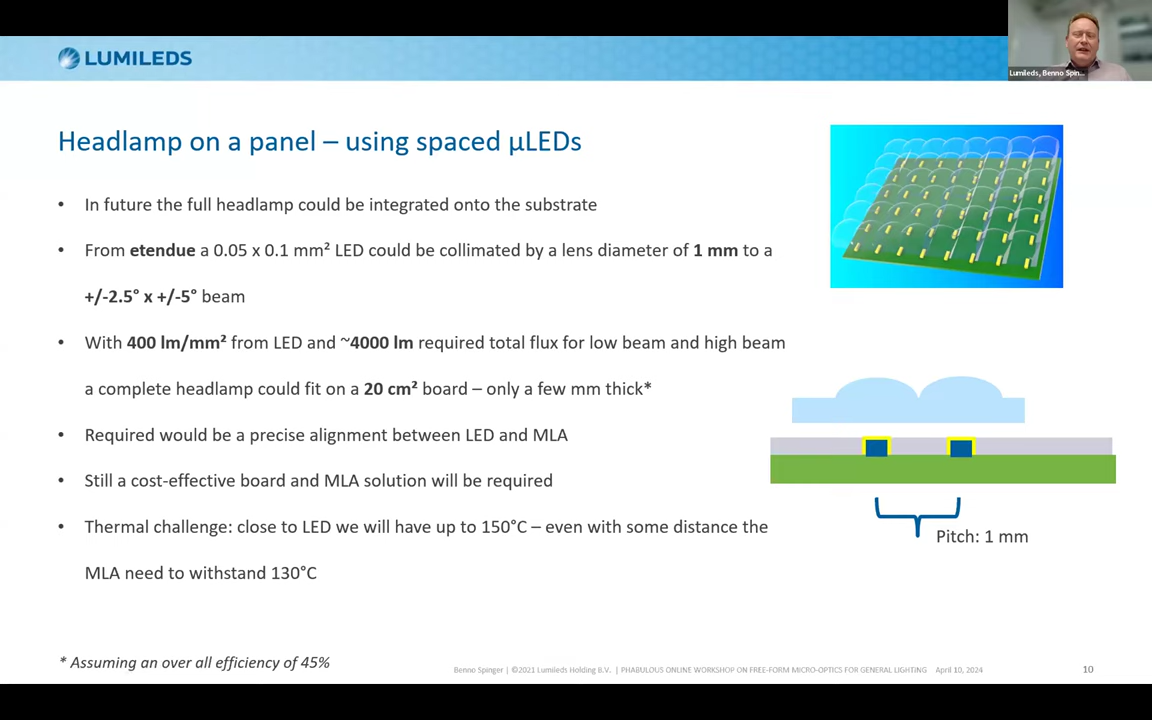 LUMILEDS
Lumileds, Benno Spin...
Headlamp on a panel – using spaced µLEDs
• In future the full headlamp could be integrated onto the substrate
• From etendue a 0.05 x 0.1 mm² LED could be collimated by a lens diameter of 1 mm to a
+/-2.5° x +/-5° beam
• With 400 lm/mm² from LED and ~4000 lm required total flux for low beam and high beam
a complete headlamp could fit on a 20 cm² board – only a few mm thick*
• Required would be a precise alignment between LED and MLA
• Still a cost-effective board and MLA solution will be required
• Thermal challenge: close to LED we will have up to 150°C – even with some distance the
MLA need to withstand 130°C
Pitch: 1 mm
* Assuming an over all efficiency of 45%
Benno Spinger | ©2021 Lumileds Holding B.V. | PHABULOUS ONLINE WORKSHOP ON FREE-FORM MICRO-OPTICS FOR GENERAL LIGHTING April 10, 2024
10